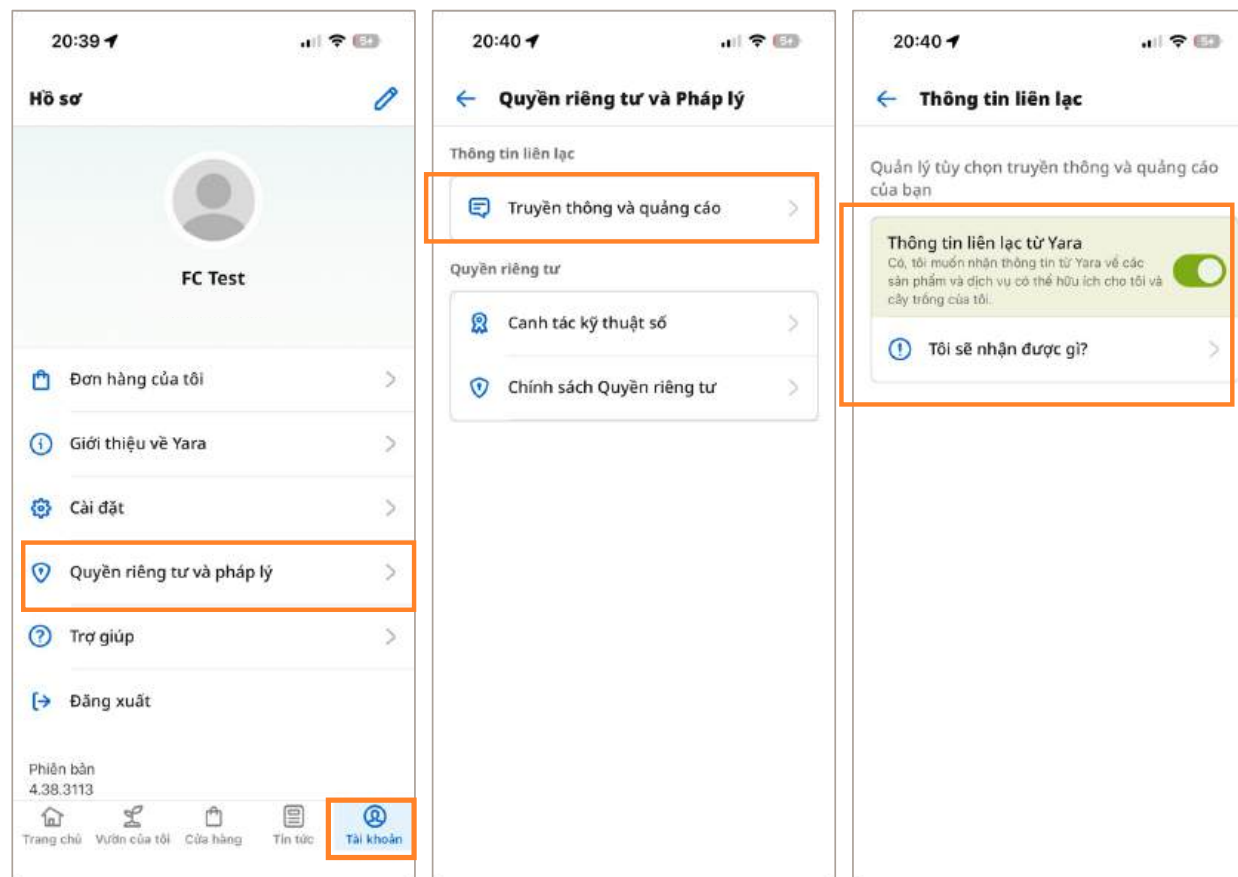 20:39
Hồ sơ
FC Test
Đơn hàng của tôi
Giới thiệu về Yara
Cài đặt
Quyền riêng tư và pháp lý
Trợ giúp
Đăng xuất
Phiên bản
4.38.3113
Trang chủ
Vườn của tôi
Cửa hàng
Tin tức
Tài khoản
20:40
Quyền riêng tư và Pháp lý
Thông tin liên lạc
Truyền thông và quảng cáo
Quyền riêng tư
Canh tác kỹ thuật số
Chính sách Quyền riêng tư
20:40
Thông tin liên lạc
Quản lý tùy chọn truyền thông và quảng cáo
của bạn
Thông tin liên lạc từ Yara
Có, tôi muốn nhận thông tin từ Yara về các
sản phẩm và dịch vụ có thể hữu ích cho tôi và
cây trồng của tôi.
Tôi sẽ nhận được gì?